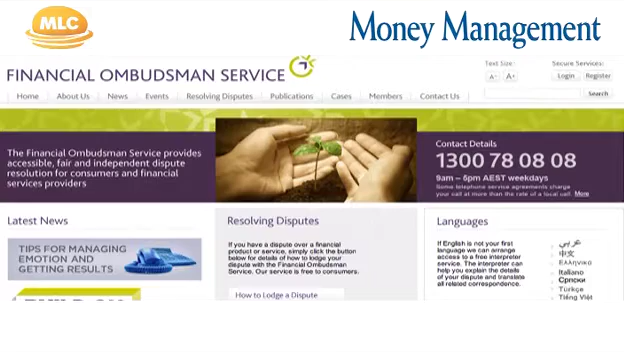 MLC
Money Management
FINANCIAL OMBUDSMAN SERVICE
Text Size:
A- A+
Secure Services:
Login Register
Search
Home About Us News Events Resolving Disputes Publications Cases Members Contact Us
The Financial Ombudsman Service provides
accessible, fair and independent dispute
resolution for consumers and financial
services providers
Contact Details
1300 78 08 08
9am – 5pm AEST weekdays
Some telephone service agreements charge
your call at more than the rate of a local call. More
Latest News
TIPS FOR MANAGING
EMOTION AND
GETTING RESULTS
Resolving Disputes
If you have a dispute over a financial
product or service, simply click the button
below for details of how to lodge your
dispute with the Financial Ombudsman
Service. Our service is free to consumers.
How to Lodge a Dispute
Languages
If English is not your first
language we can arrange
access to a free interpreter
service. The interpreter can
help you explain the details
of your dispute and translate
all related correspondence.
عربي
中文
Ελληνικο
Italiano
Српски
Türkçe
Tiếng Việt